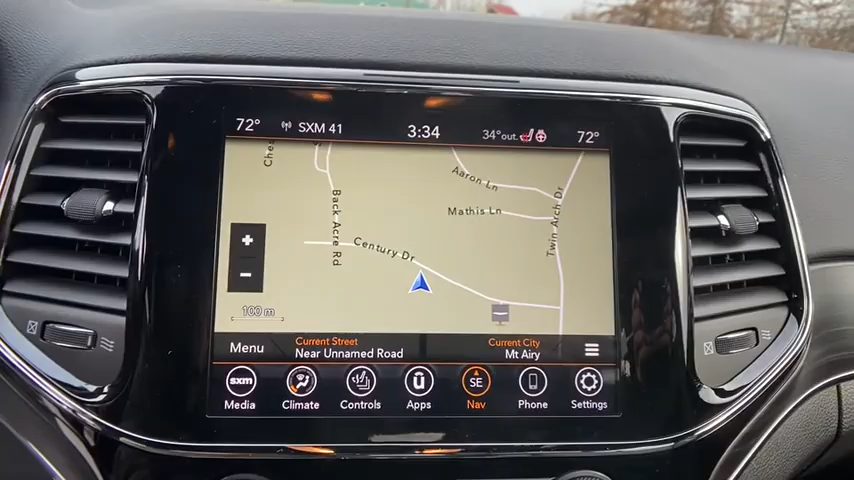 72°
SXM 41
3:34
34°out
72°
Ches
Aaron Ln
Back Acre Rd
Mathis Ln
Twin Arch Dr
Century Dr
+
-
100 m
Menu
Current Street
Near Unnamed Road
Current City
Mt Airy
sxm
ü
SE
Media
Climate
Controls
Apps
Nav
Phone
Settings